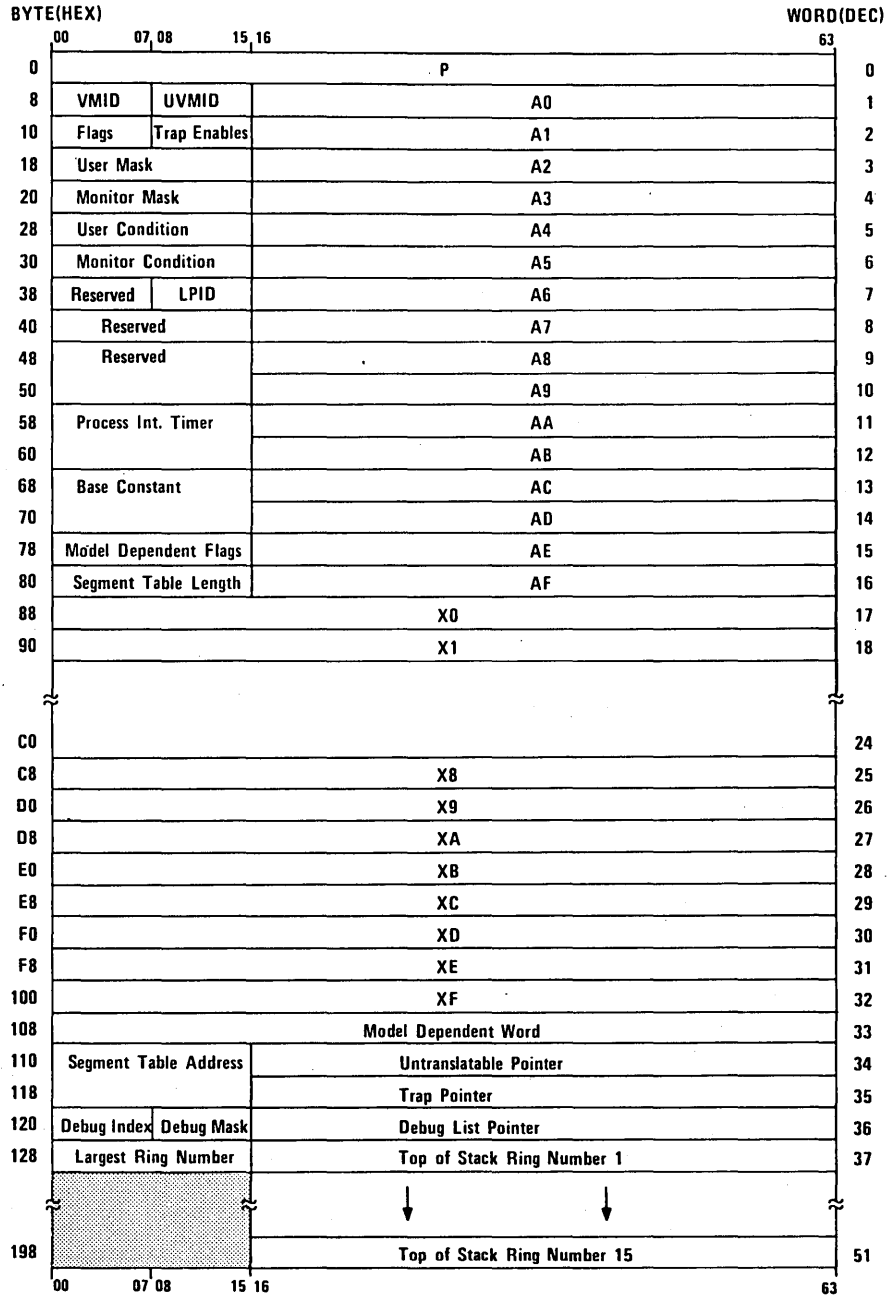 BYTE(HEX) WORD(DEC)
00 07 08 15 16 63
0 P 0
8 VMID UVMID A0 1
10 Flags Trap Enables A1 2
18 User Mask A2 3
20 Monitor Mask A3 4
28 User Condition A4 5
30 Monitor Condition A5 6
38 Reserved LPID A6 7
40 Reserved A7 8
48 Reserved A8 9
50 A9 10
58 Process Int. Timer AA 11
60 AB 12
68 Base Constant AC 13
70 AD 14
78 Model Dependent Flags AE 15
80 Segment Table Length AF 16
88 X0 17
90 X1 18
C0 24
C8 X8 25
D0 X9 26
D8 XA 27
E0 XB 28
E8 XC 29
F0 XD 30
F8 XE 31
100 XF 32
108 Model Dependent Word 33
110 Segment Table Address Untranslatable Pointer 34
118 Trap Pointer 35
120 Debug Index Debug Mask Debug List Pointer 36
128 Largest Ring Number Top of Stack Ring Number 1 37
198 Top of Stack Ring Number 15 51
00 07 08 15 16 63